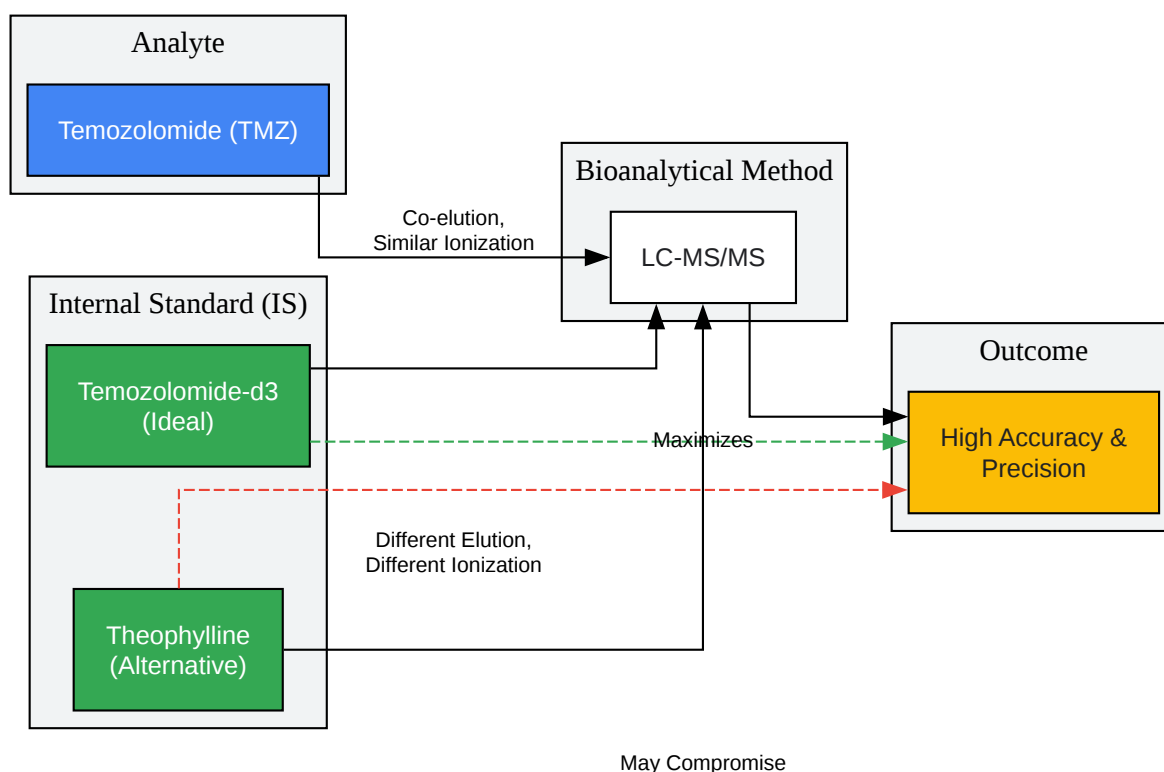 Analyte
Temozolomide (TMZ)
Bioanalytical Method
Co-elution,
Similar Ionization
LC-MS/MS
Internal Standard (IS)
Temozolomide-d3
(Ideal)
Maximizes
Outcome
High Accuracy &
Precision
Different Elution,
Different Ionization
Theophylline
(Alternative)
May Compromise